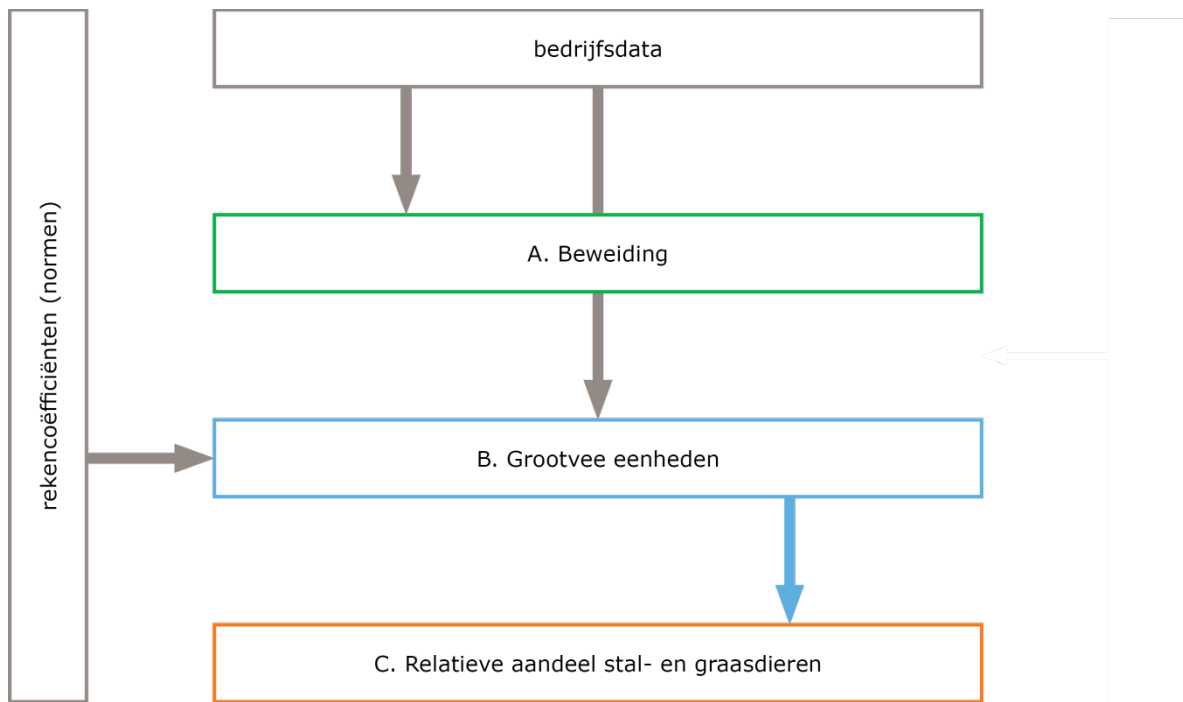 bedrijfsdata
rekencoëfficiënten (normen)
A. Beweiding
B. Grootvee eenheden
C. Relatieve aandeel stal- en graasdieren